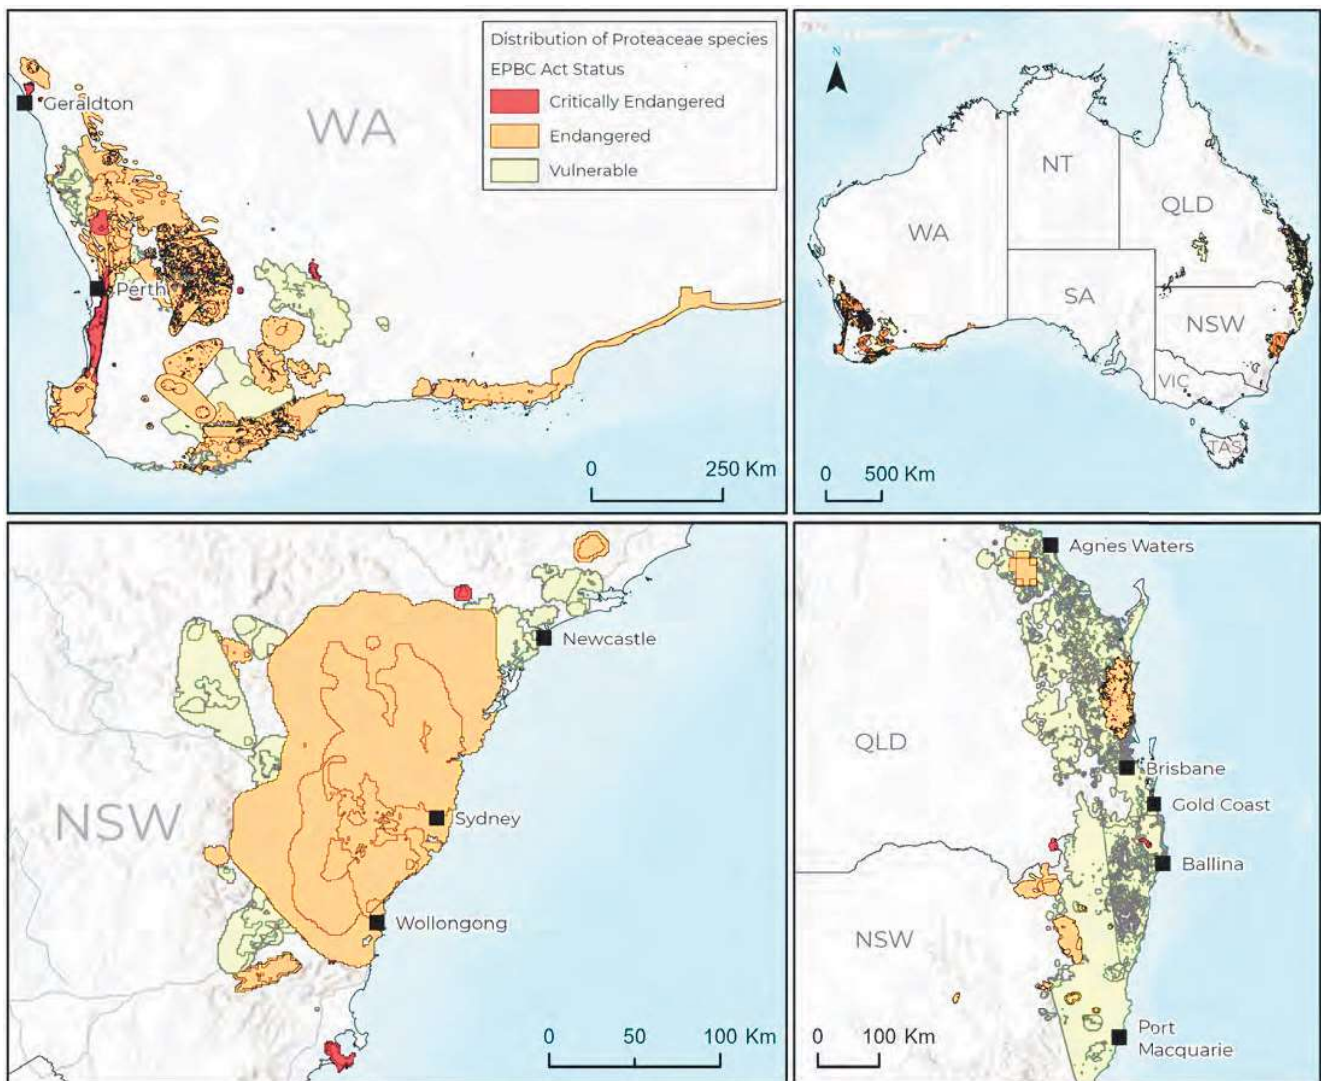 Distribution of Proteaceae species
EPBC Act Status
Critically Endangered
Endangered
Vulnerable
WA
Geraldton
Perth
0 250 Km
N
NT
QLD
WA
SA
NSW
VIC
TAS
0 500 Km
Newcastle
NSW
Sydney
Wollongong
0 50 100 Km
Agnes Waters
QLD
Brisbane
Gold Coast
Ballina
NSW
Port
Macquarie
0 100 Km